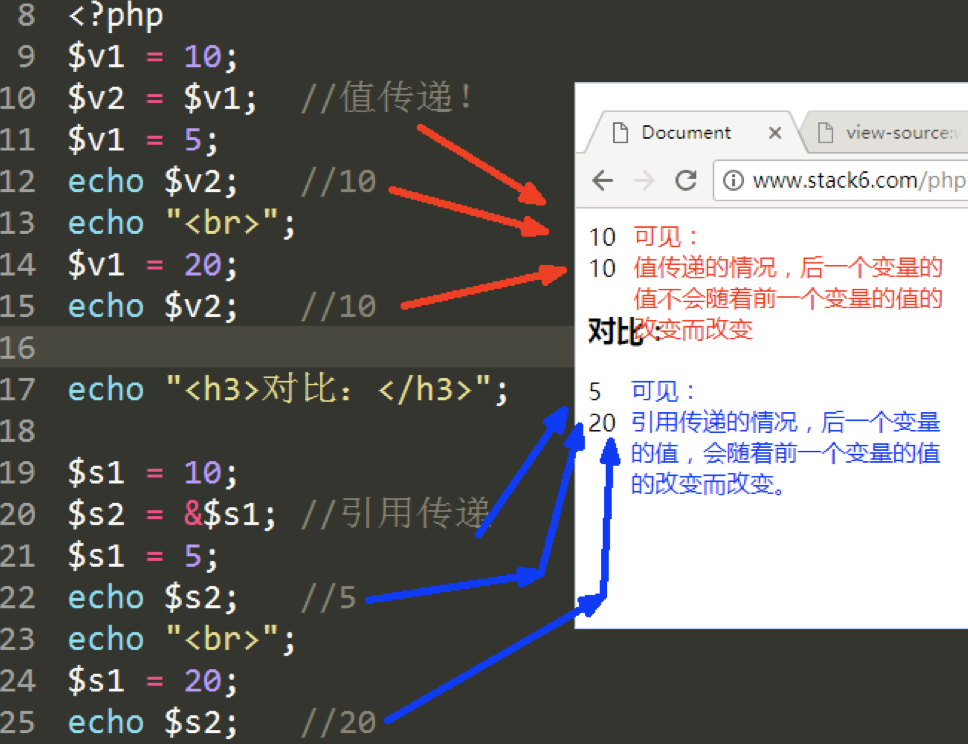 8 <?php
9 $v1 = 10;
10 $v2 = $v1; //值传递!
11 $v1 = 5;
12 echo $v2; //10
13 echo "<br>";
14 $v1 = 20;
15 echo $v2; //10
16
17 echo "<h3>对比: </h3>";
18
19 $s1 = 10;
20 $s2 = &$s1; //引用传递
21 $s1 = 5;
22 echo $s2; //5
23 echo "<br>";
24 $s1 = 20;
25 echo $s2; //20
Document × view-source:
www.stack6.com/php
10 可见：
10 值传递的情况，后一个变量的
值不会随着前一个变量的值的
改变而改变
对比：
5 可见：
20 引用传递的情况，后一个变量
的值，会随着前一个变量的值
的改变而改变。